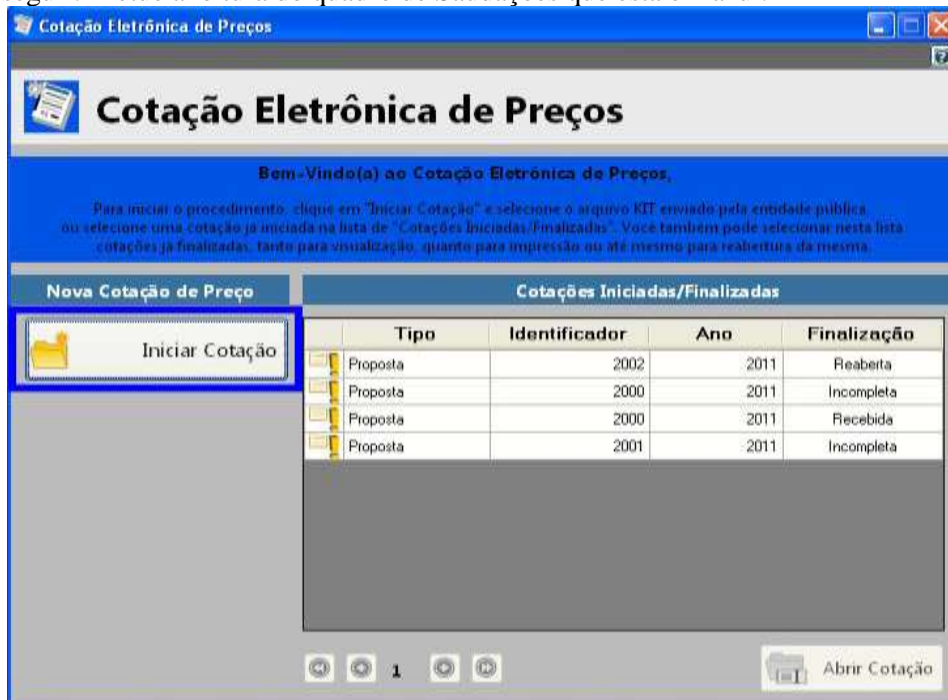 Cotação Eletrônica de Preços
Cotação Eletrônica de Preços
Bem-Vindo(a) ao Cotação Eletrônica de Preços,
Para iniciar o procedimento, clique em "Iniciar Cotação" e selecione o arquivo KIT enviado pela entidade pública,
ou selecione uma cotação já iniciada na lista de "Cotações Iniciadas/Finalizadas". Você também pode selecionar nesta lista
cotações já finalizadas, tanto para visualização, quanto para impressão ou até mesmo para reabertura da mesma.
Nova Cotação de Preço
Cotações Iniciadas/Finalizadas
Iniciar Cotação
Tipo Identificador Ano Finalização
Proposta 2002 2011 Reaberta
Proposta 2000 2011 Incompleta
Proposta 2000 2011 Recebida
Proposta 2001 2011 Incompleta
1
Abrir Cotação